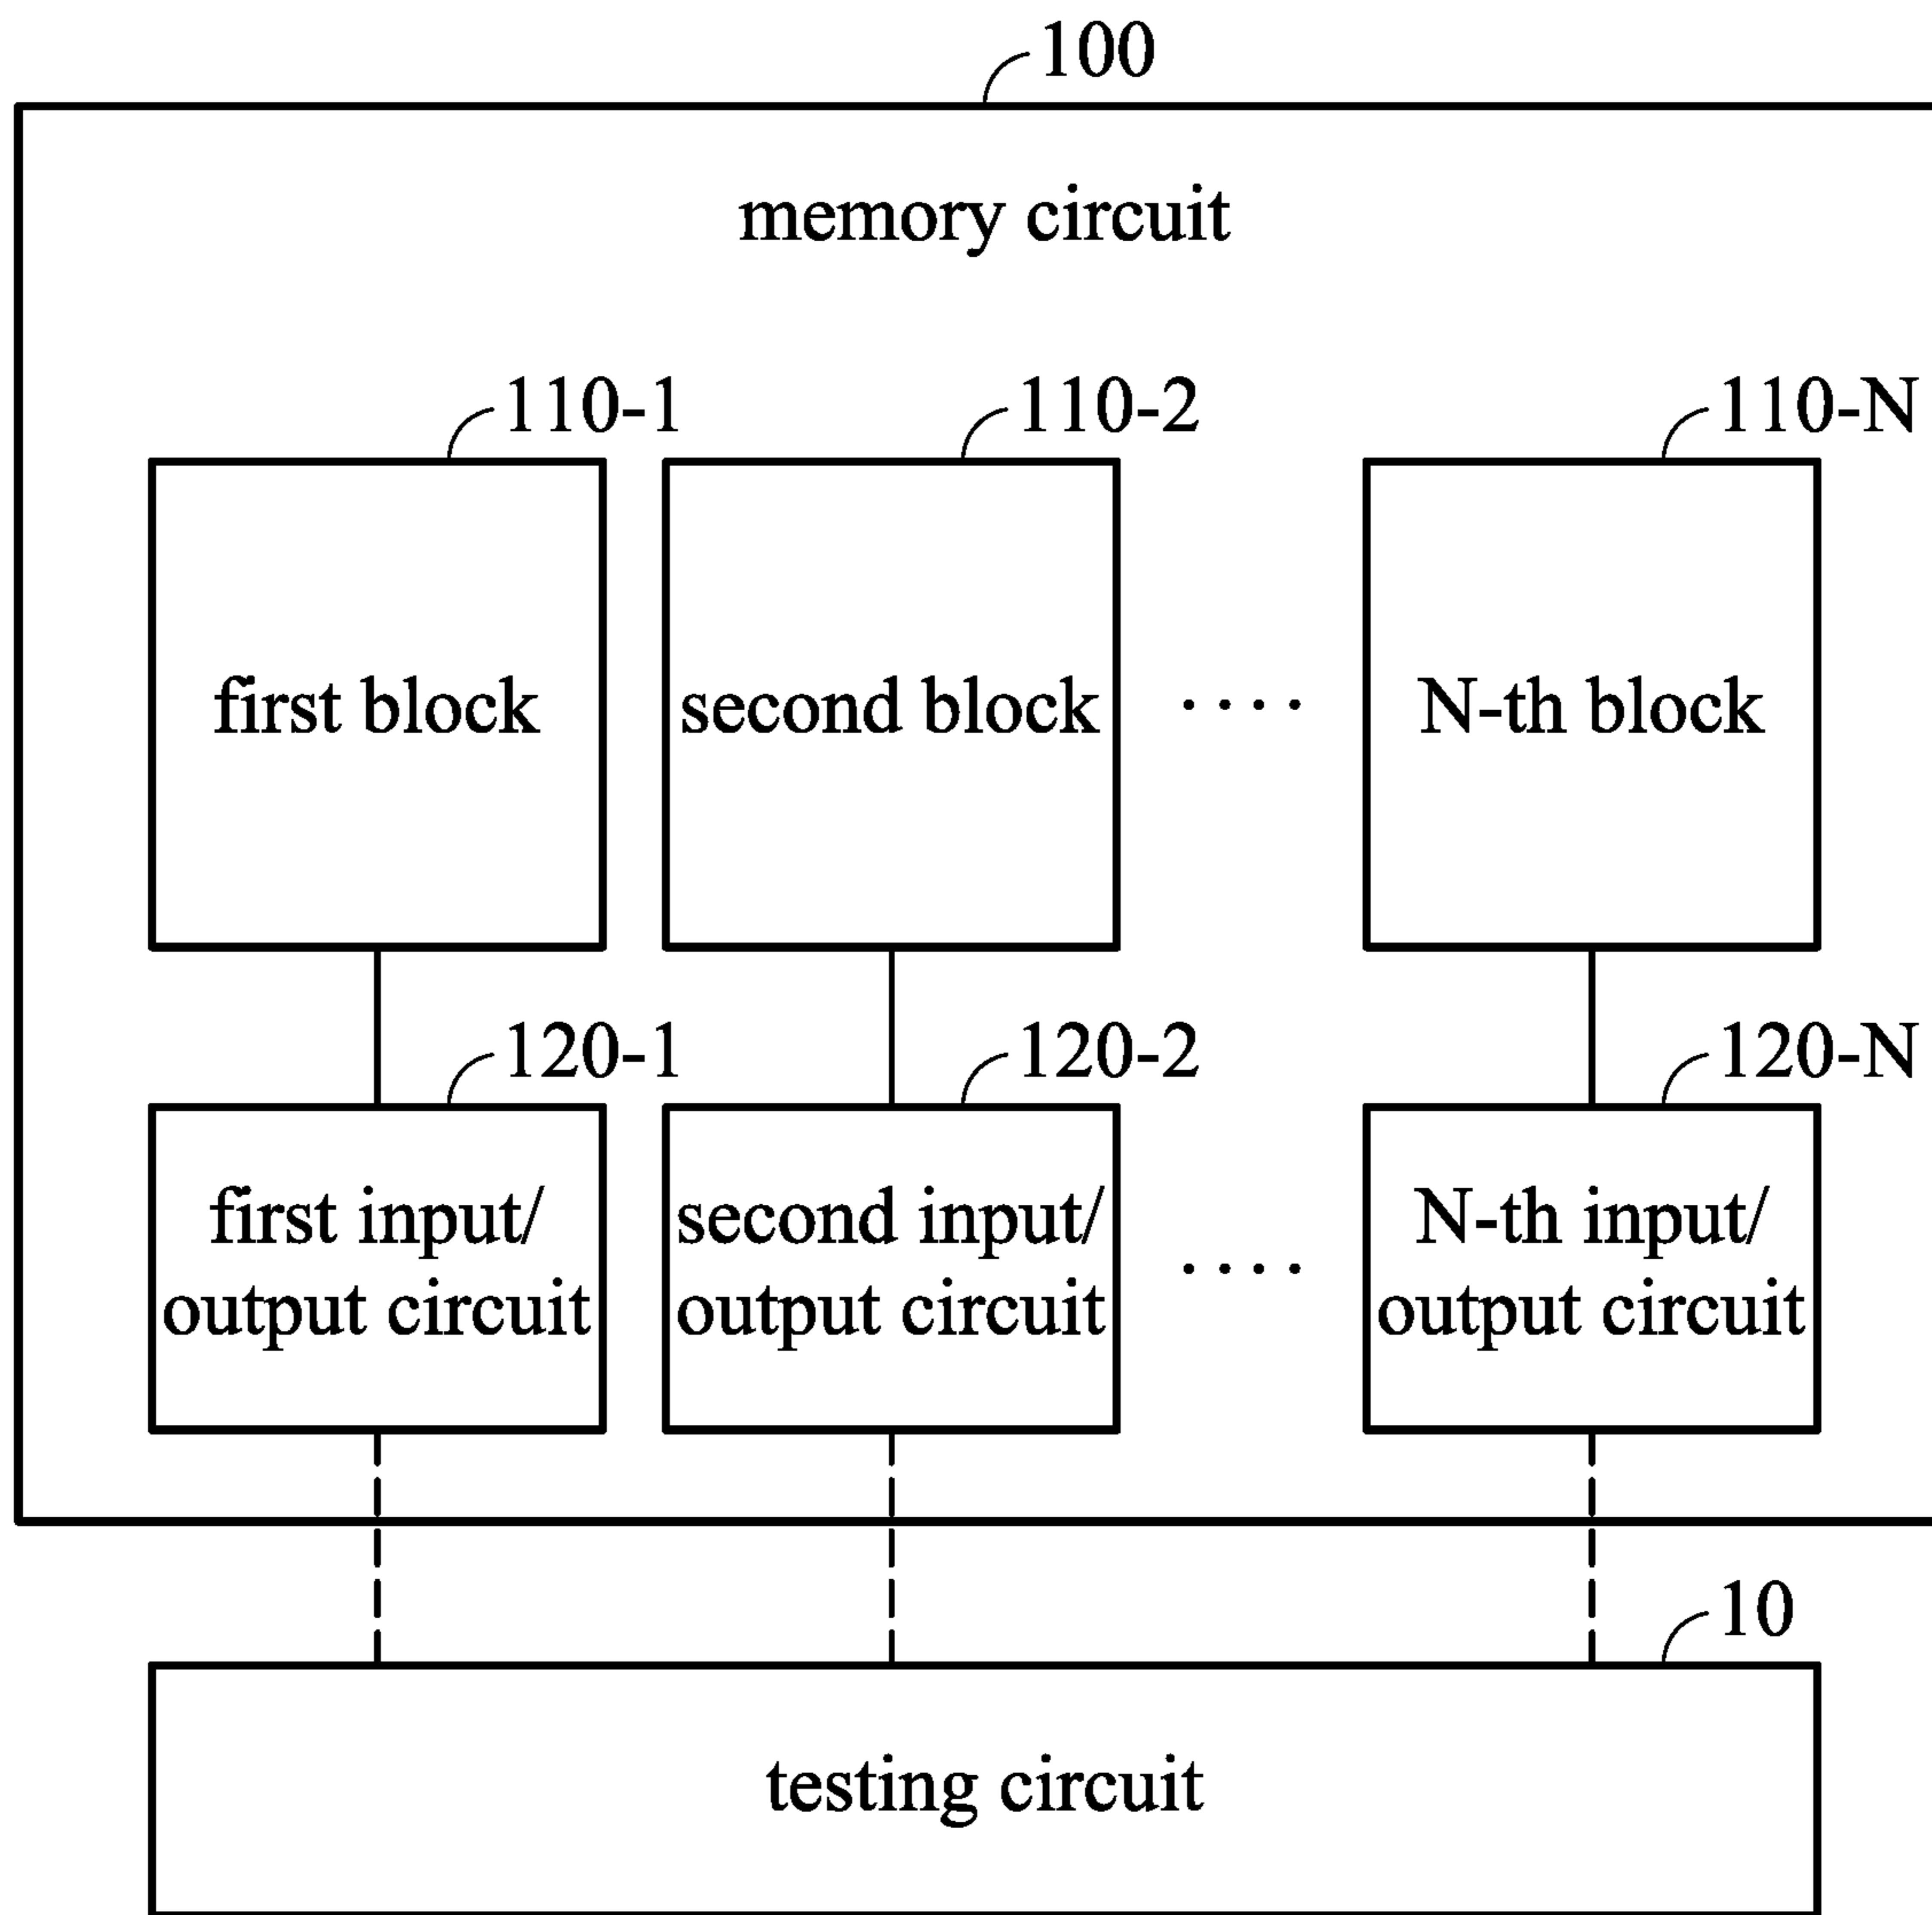 100
memory circuit
110-1
110-2
110-N
first block
second block
....
N-th block
120-1
120-2
120-N
first input/
output circuit
second input/
output circuit
....
N-th input/
output circuit
10
testing circuit